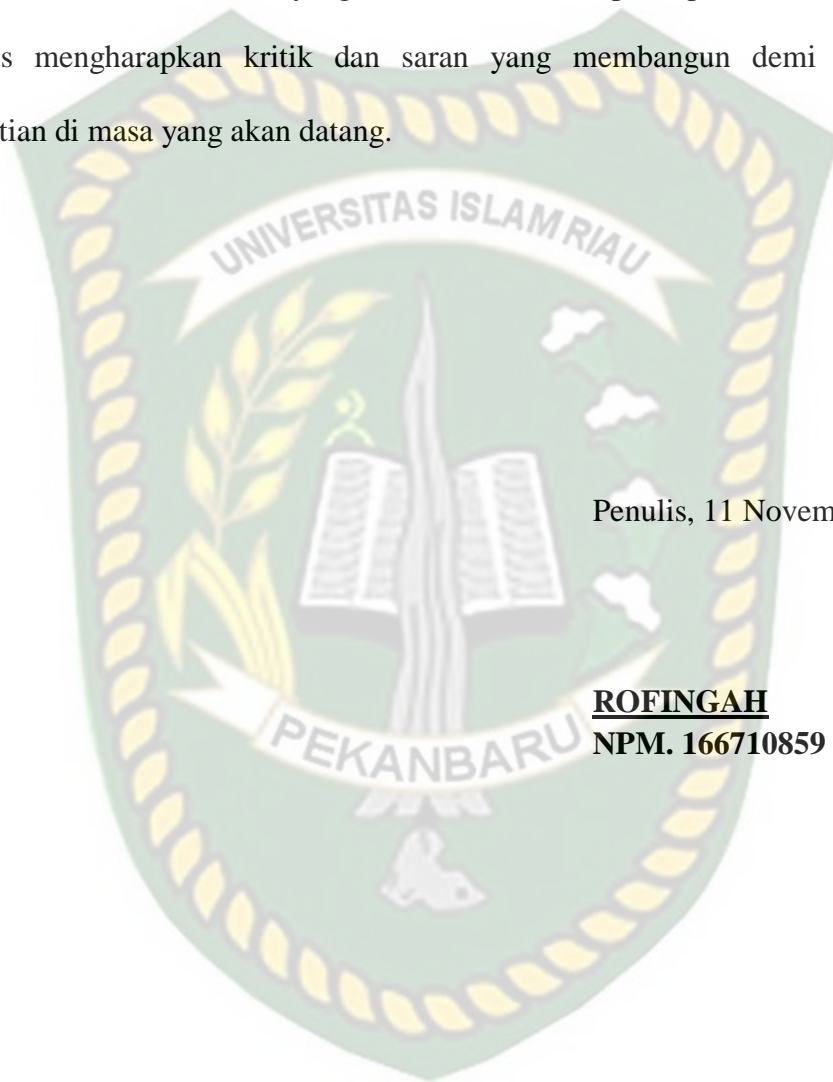 s mengharapkan kritik dan saran yang membangun demi
tian di masa yang akan datang.
UNIVERSITAS ISLAM RIAU
Penulis, 11 Novem
ROFINGAH
PEKANBARU
NPM. 166710859